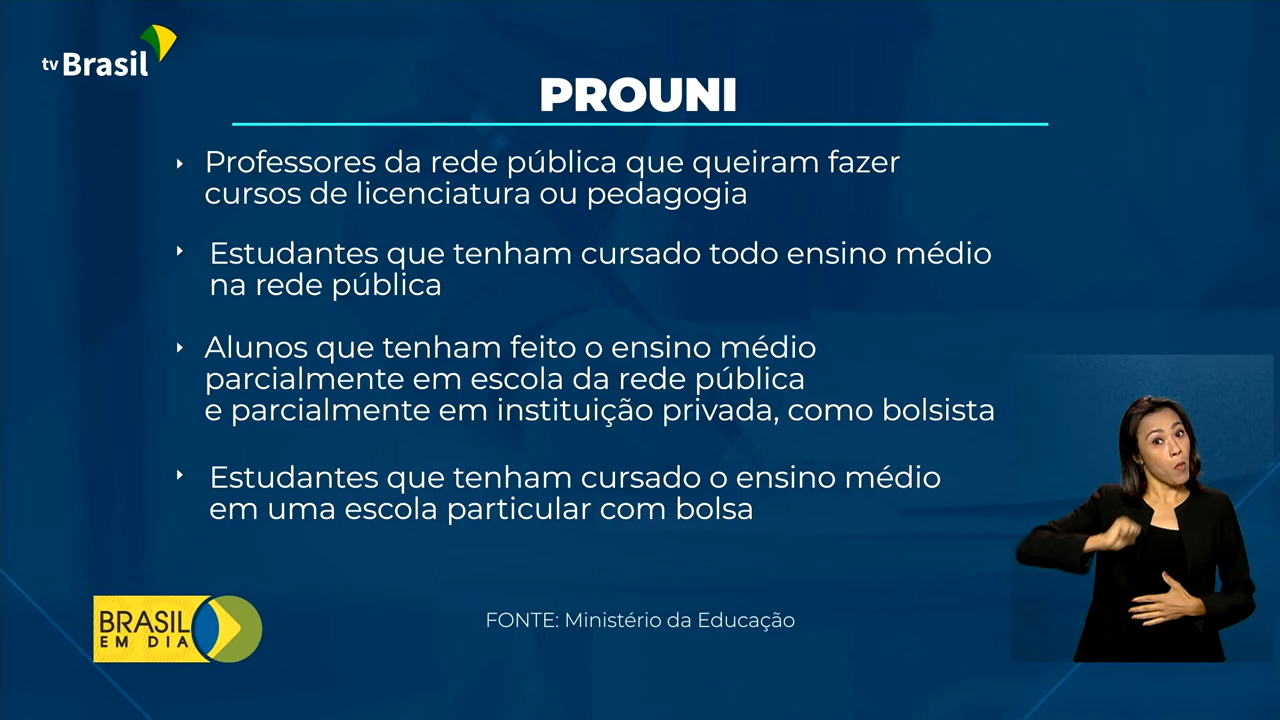 tv Brasil
PROUNI
Professores da rede pública que queiram fazer
cursos de licenciatura ou pedagogia
Estudantes que tenham cursado todo ensino médio
na rede pública
Alunos que tenham feito o ensino médio
parcialmente em escola da rede pública
e parcialmente em instituição privada, como bolsista
Estudantes que tenham cursado o ensino médio
em uma escola particular com bolsa
FONTE: Ministério da Educação
BRASIL
EM DIA